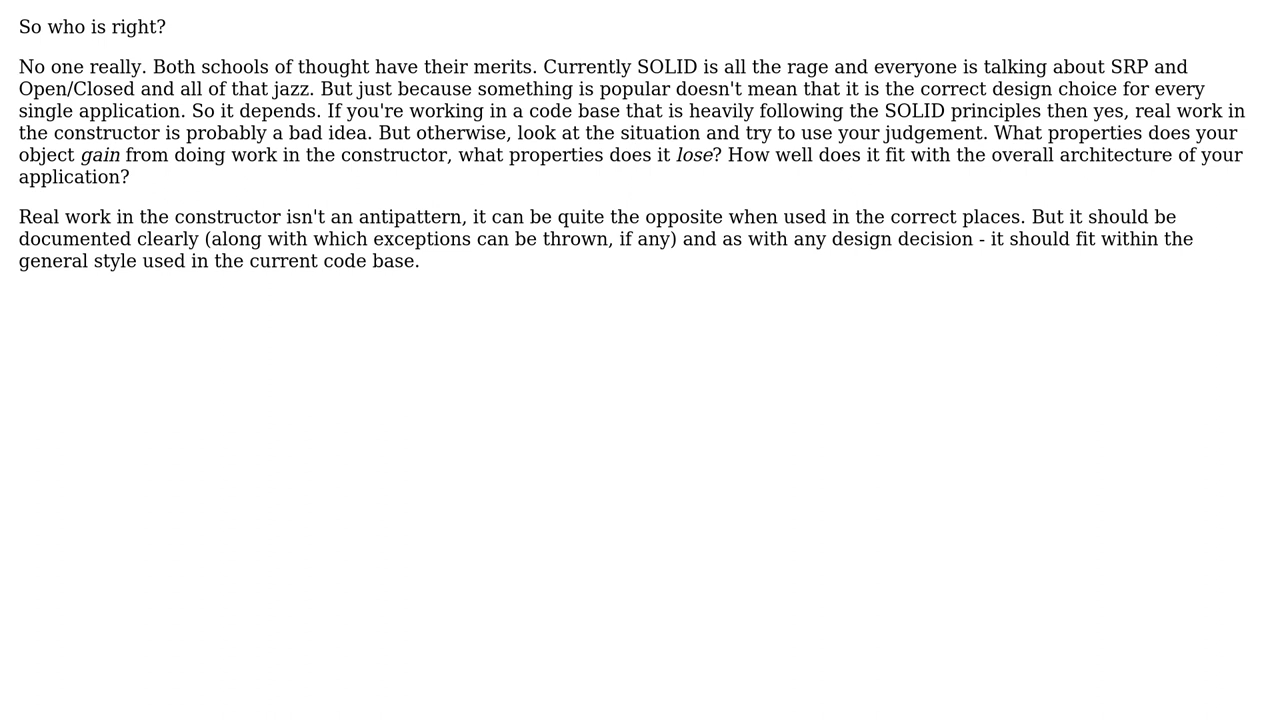 So who is right?
No one really. Both schools of thought have their merits. Currently SOLID is all the rage and everyone is talking about SRP and
Open/Closed and all of that jazz. But just because something is popular doesn't mean that it is the correct design choice for every
single application. So it depends. If you're working in a code base that is heavily following the SOLID principles then yes, real work in
the constructor is probably a bad idea. But otherwise, look at the situation and try to use your judgement. What properties does your
object gain from doing work in the constructor, what properties does it lose? How well does it fit with the overall architecture of your
application?
Real work in the constructor isn't an antipattern, it can be quite the opposite when used in the correct places. But it should be
documented clearly (along with which exceptions can be thrown, if any) and as with any design decision - it should fit within the
general style used in the current code base.